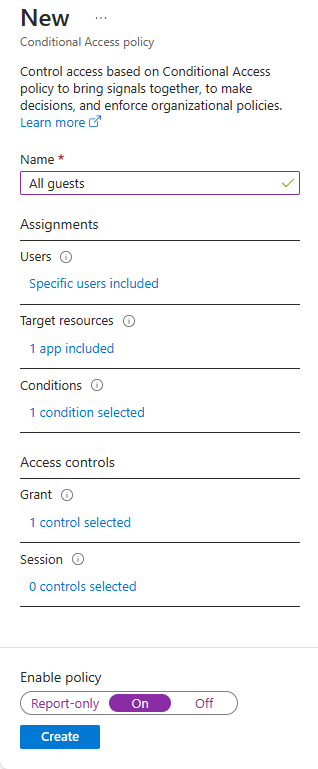 New ...
Conditional Access policy
Control access based on Conditional Access
policy to bring signals together, to make
decisions, and enforce organizational policies.
Learn more
Name *
All guests
Assignments
Users
Specific users included
Target resources
1 app included
Conditions
1 condition selected
Access controls
Grant
1 control selected
Session
0 controls selected
Enable policy
Report-only On Off
Create